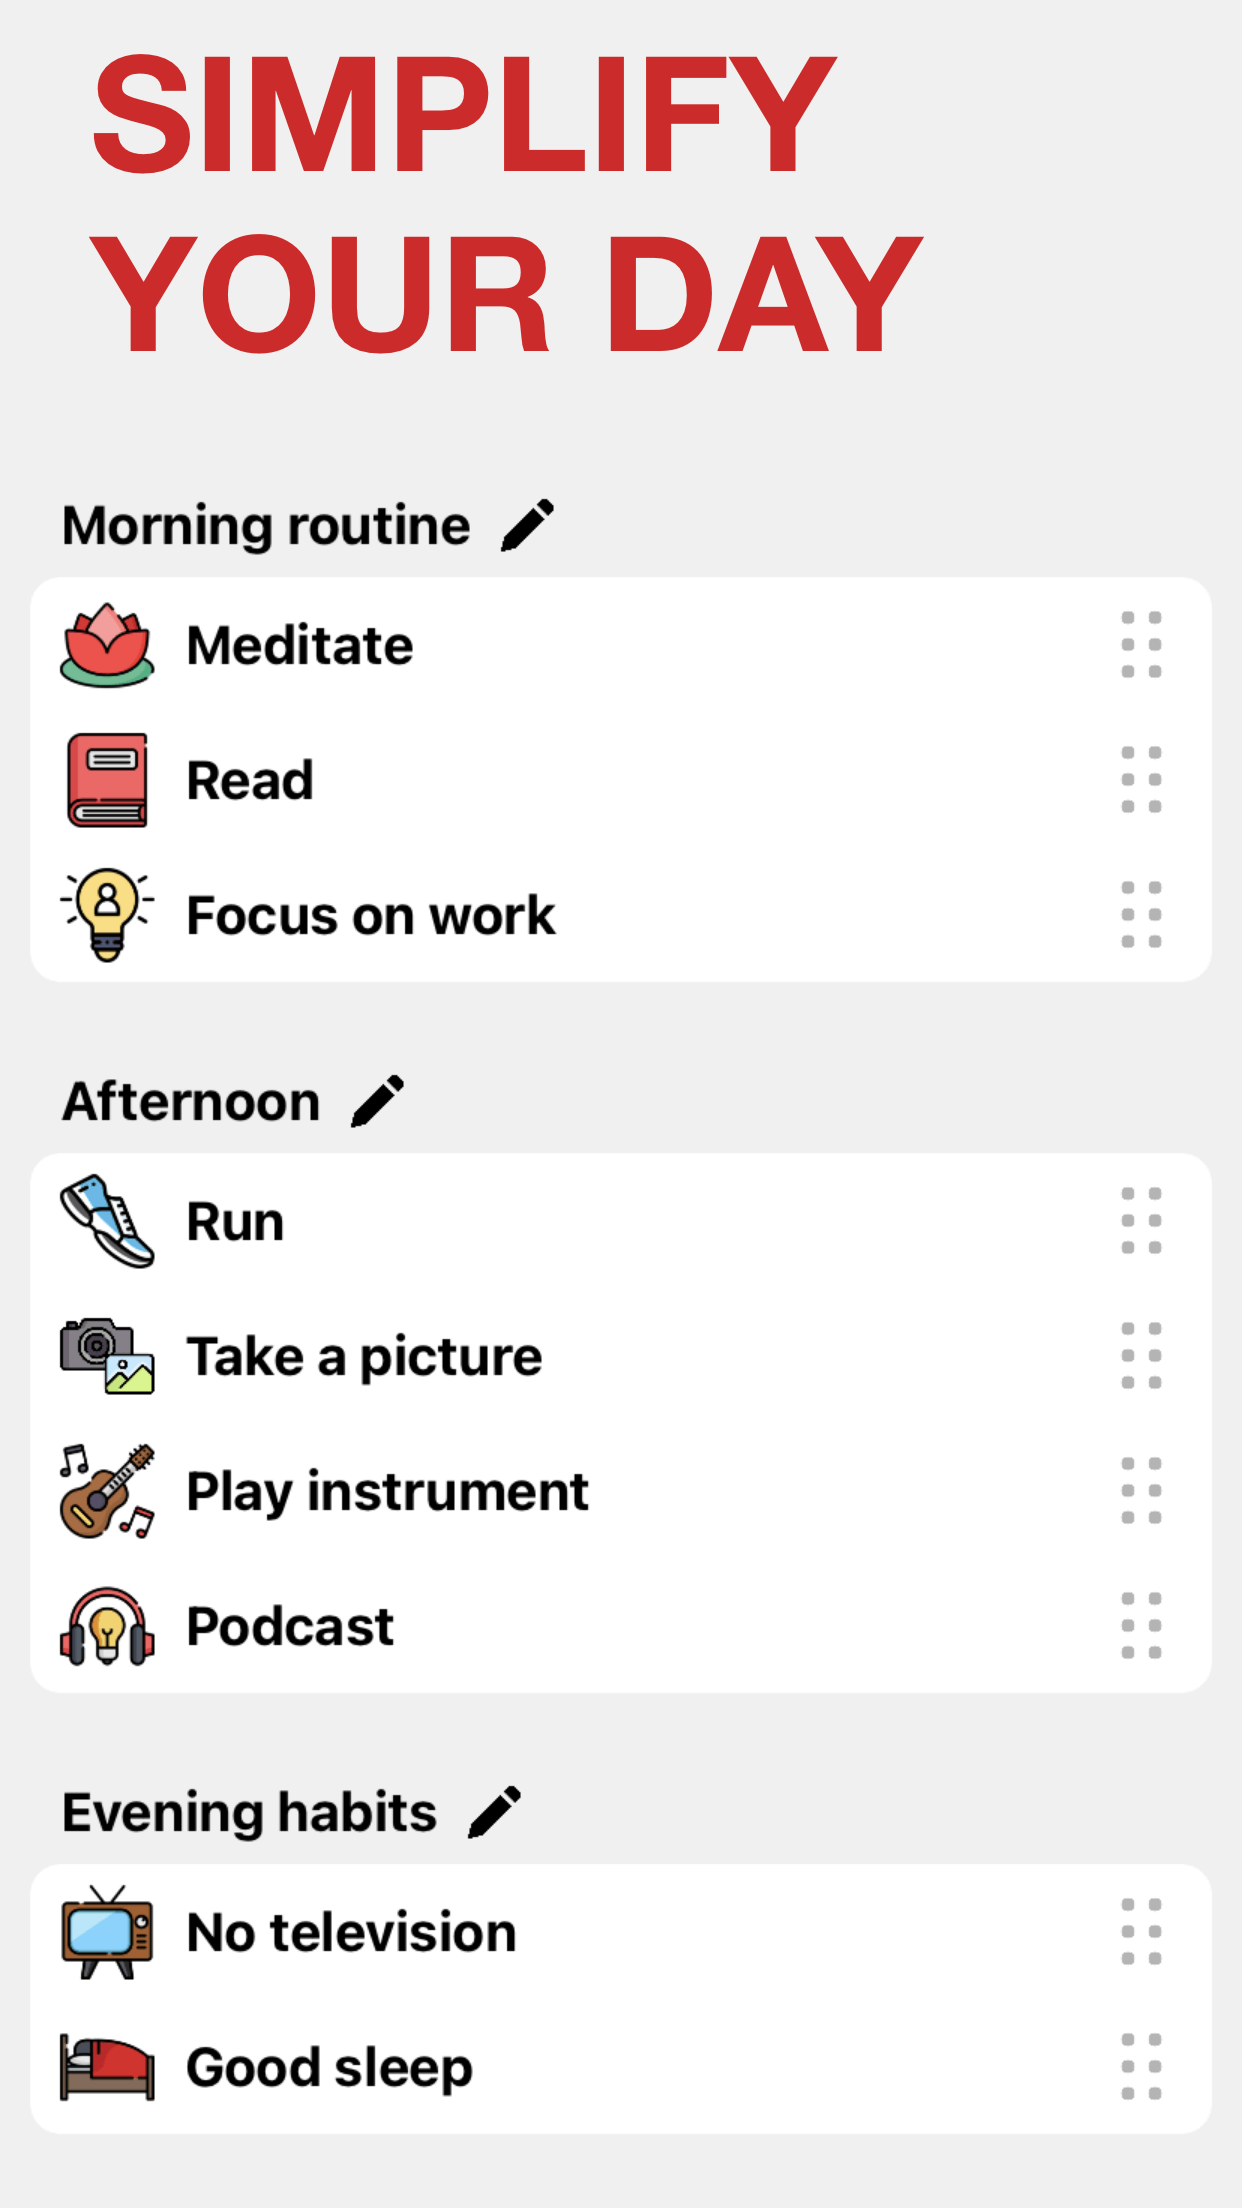 SIMPLIFY
YOUR DAY
Morning routine
Meditate
Read
Focus on work
Afternoon
Run
Take a picture
Play instrument
Podcast
Evening habits
No television
Good sleep